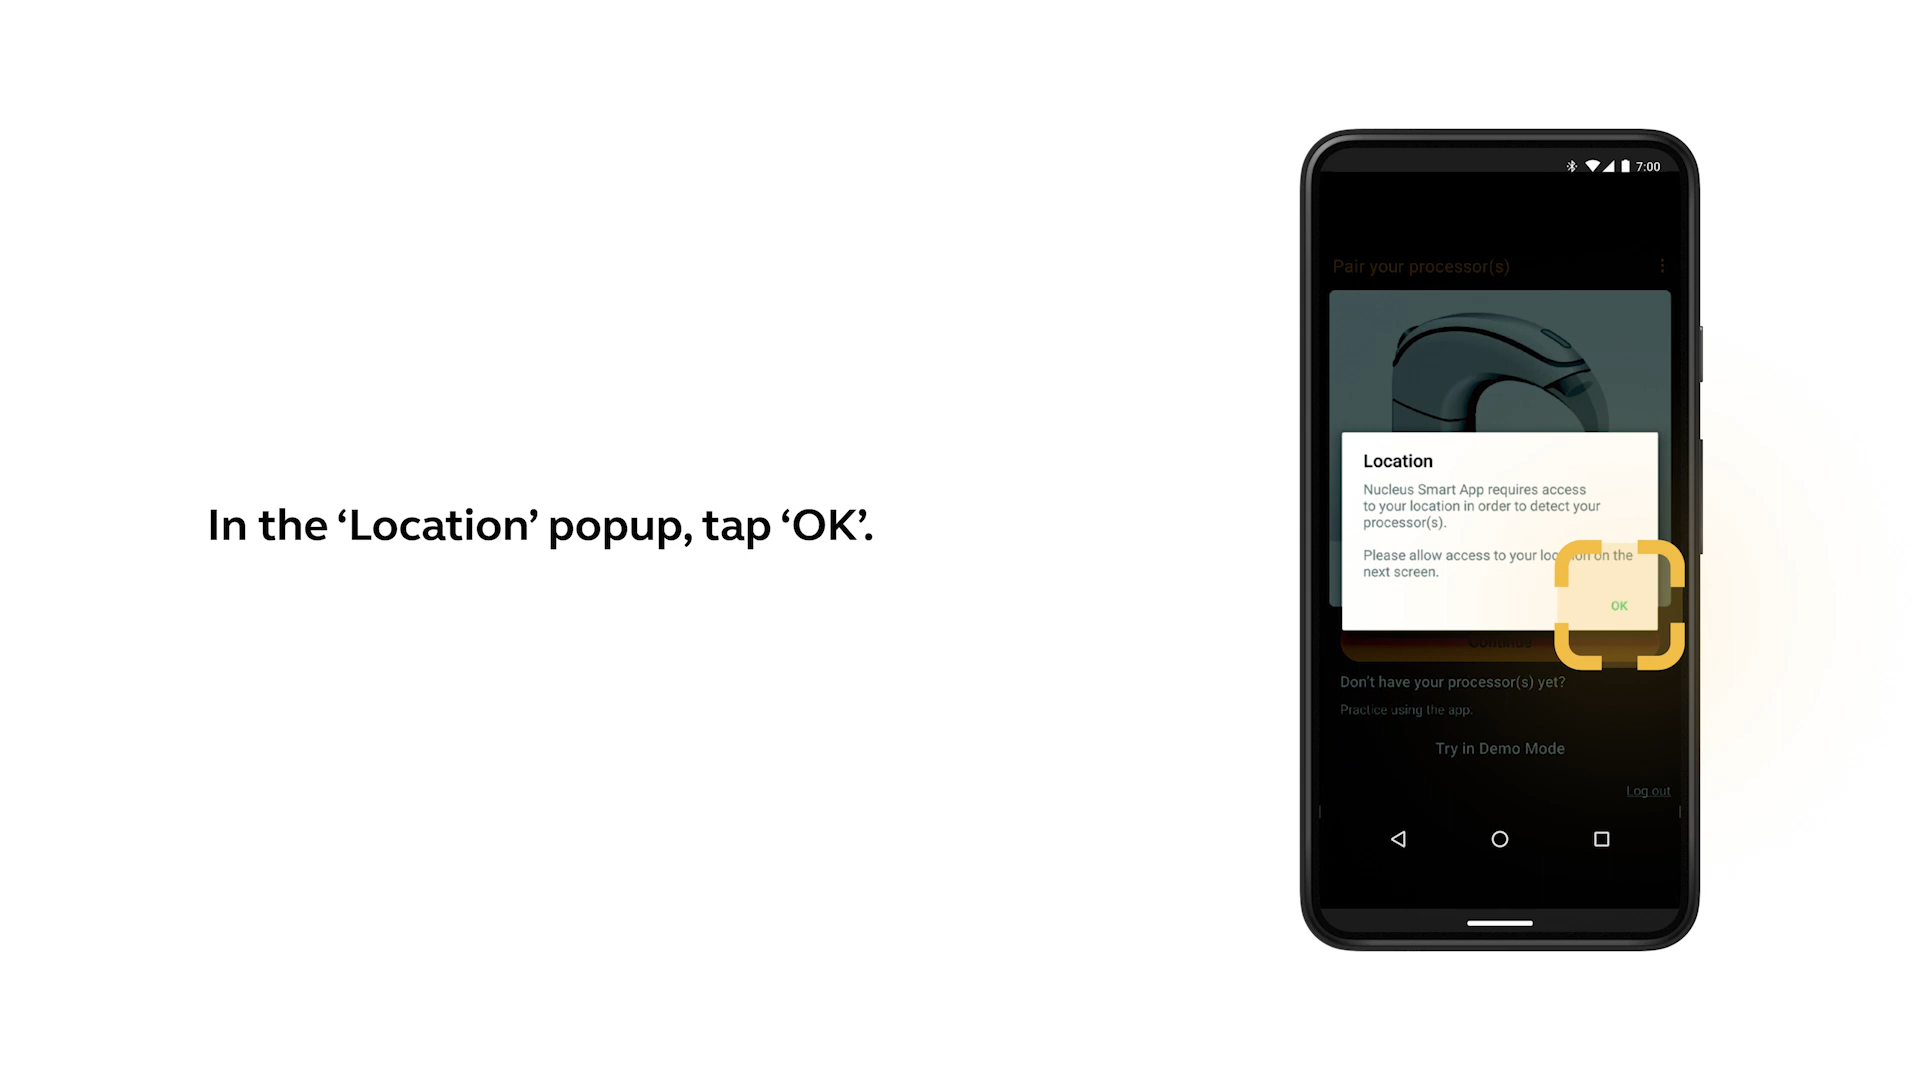 In the ‘Location’ popup, tap ‘OK’.
7:00
Pair your processor(s)
Location
Nucleus Smart App requires access
to your location in order to detect your
processor(s).
Please allow access to your location on the
next screen.
OK
Continue
Don't have your processor(s) yet?
Practice using the app:
Try in Demo Mode
Log out